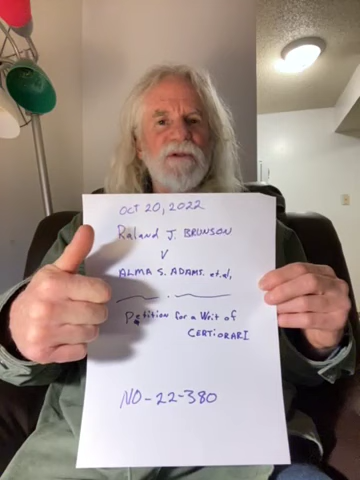 Oct 20, 2022
Raland J. BRUNSON
V
ALMA S. ADAMS. et.al,
Petition for a Writ of
CERTIORARI
NO-22-380